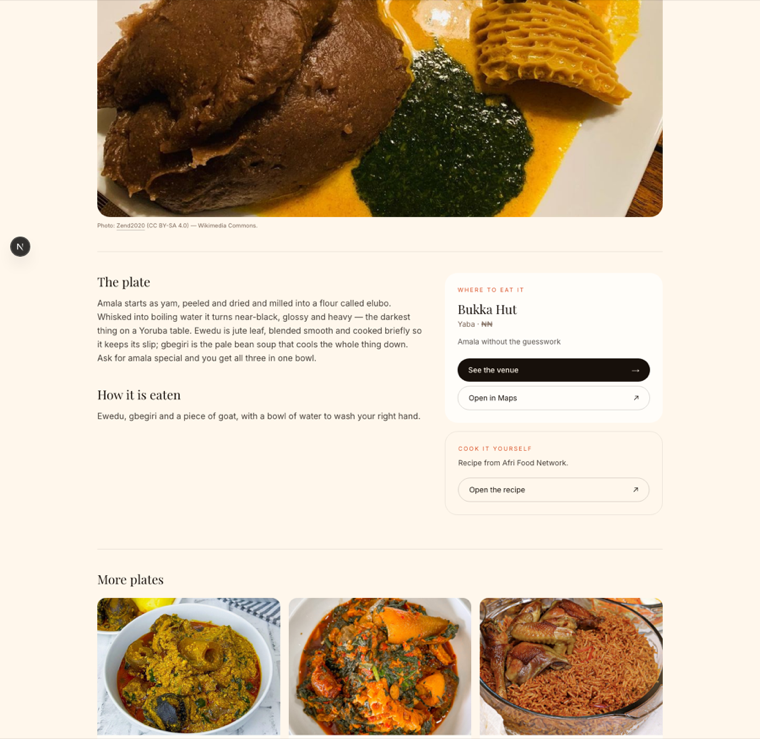 Photo: Zend2020 (CC BY-SA 4.0) — Wikimedia Commons.
N
The plate
Amala starts as yam, peeled and dried and milled into a flour called elubo.
Whisked into boiling water it turns near-black, glossy and heavy — the darkest
thing on a Yoruba table. Ewedu is jute leaf, blended smooth and cooked briefly so
it keeps its slip; gbegiri is the pale bean soup that cools the whole thing down.
Ask for amala special and you get all three in one bowl.
How it is eaten
Ewedu, gbegiri and a piece of goat, with a bowl of water to wash your right hand.
WHERE TO EAT IT
Bukka Hut
Yaba · ₦₦
Amala without the guesswork
See the venue →
Open in Maps ↗
COOK IT YOURSELF
Recipe from Afri Food Network.
Open the recipe ↗
More plates